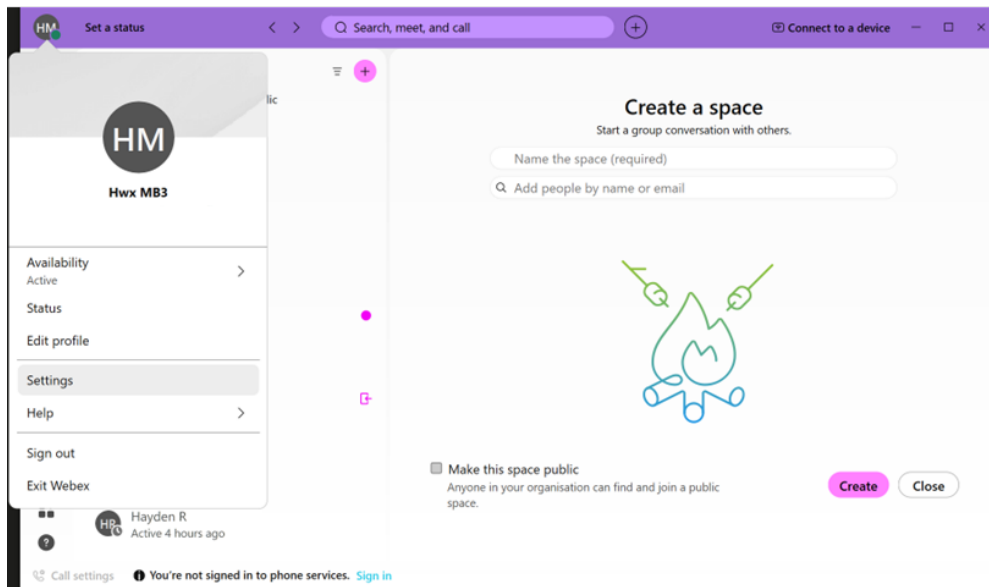 HM
Set a status
Search, meet, and call
Connect to a device
HM
Hwx MB3
lic
Availability
Active
Status
Edit profile
Settings
Help
Sign out
Exit Webex
HR
Hayden R
Active 4 hours ago
Call settings
You're not signed in to phone services. Sign in
Create a space
Start a group conversation with others.
Name the space (required)
Add people by name or email
Make this space public
Anyone in your organisation can find and join a public
space.
Create
Close